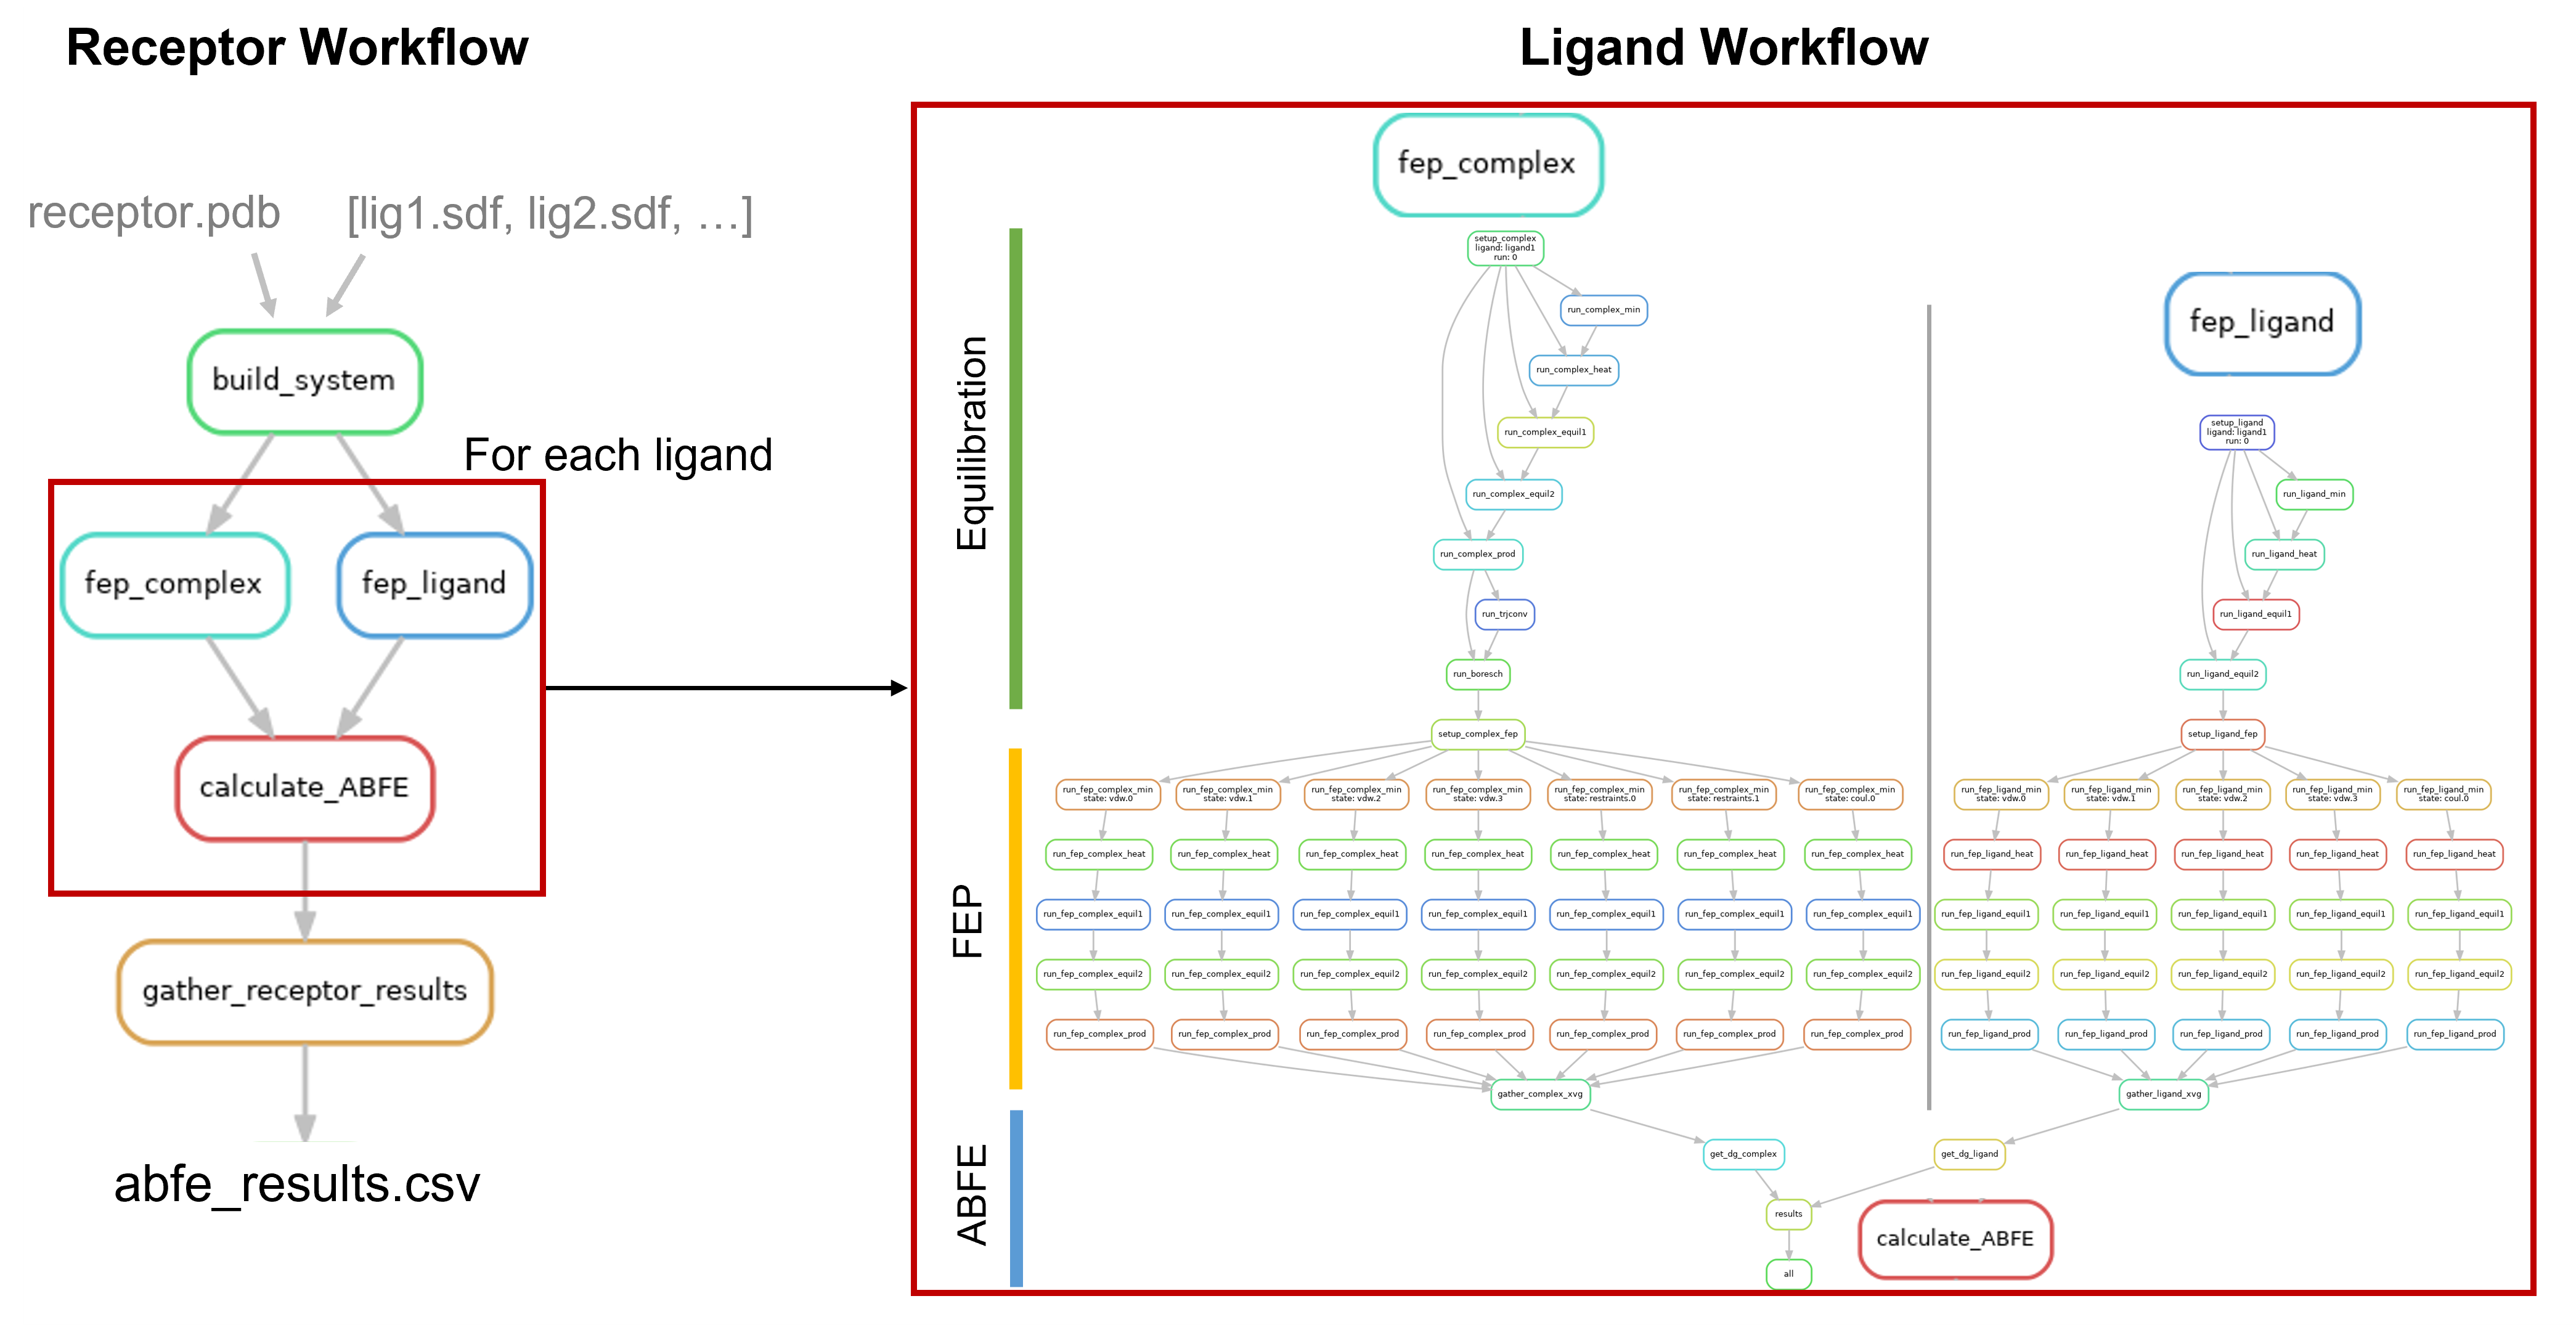 Receptor Workflow
receptor.pdb
[lig1.sdf, lig2.sdf, …]
build_system
For each ligand
fep_complex
fep_ligand
calculate_ABFE
gather_receptor_results
abfe_results.csv
Ligand Workflow
Equilibration
FEP
ABFE
fep_complex
setup_complex
ligand: ligand1
run: 0
run_complex_min
run_complex_heat
run_complex_equil1
run_complex_equil2
run_complex_prod
run_trjconv
run_boresch
setup_complex_fep
run_fep_complex_min
state: vdw.0
run_fep_complex_min
state: vdw.1
run_fep_complex_min
state: vdw.2
run_fep_complex_min
state: vdw.3
run_fep_complex_min
state: restraints.0
run_fep_complex_min
state: restraints.1
run_fep_complex_min
state: coul.0
run_fep_complex_heat
run_fep_complex_heat
run_fep_complex_heat
run_fep_complex_heat
run_fep_complex_heat
run_fep_complex_heat
run_fep_complex_heat
run_fep_complex_equil1
run_fep_complex_equil1
run_fep_complex_equil1
run_fep_complex_equil1
run_fep_complex_equil1
run_fep_complex_equil1
run_fep_complex_equil1
run_fep_complex_equil2
run_fep_complex_equil2
run_fep_complex_equil2
run_fep_complex_equil2
run_fep_complex_equil2
run_fep_complex_equil2
run_fep_complex_equil2
run_fep_complex_prod
run_fep_complex_prod
run_fep_complex_prod
run_fep_complex_prod
run_fep_complex_prod
run_fep_complex_prod
run_fep_complex_prod
gather_complex_xvg
fep_ligand
setup_ligand
ligand: ligand1
run: 0
run_ligand_min
run_ligand_heat
run_ligand_equil1
run_ligand_equil2
setup_ligand_fep
run_fep_ligand_min
state: vdw.0
run_fep_ligand_min
state: vdw.1
run_fep_ligand_min
state: vdw.2
run_fep_ligand_min
state: vdw.3
run_fep_ligand_min
state: coul.0
run_fep_ligand_heat
run_fep_ligand_heat
run_fep_ligand_heat
run_fep_ligand_heat
run_fep_ligand_heat
run_fep_ligand_equil1
run_fep_ligand_equil1
run_fep_ligand_equil1
run_fep_ligand_equil1
run_fep_ligand_equil1
run_fep_ligand_equil2
run_fep_ligand_equil2
run_fep_ligand_equil2
run_fep_ligand_equil2
run_fep_ligand_equil2
run_fep_ligand_prod
run_fep_ligand_prod
run_fep_ligand_prod
run_fep_ligand_prod
run_fep_ligand_prod
gather_ligand_xvg
get_dg_complex
get_dg_ligand
results
calculate_ABFE
all